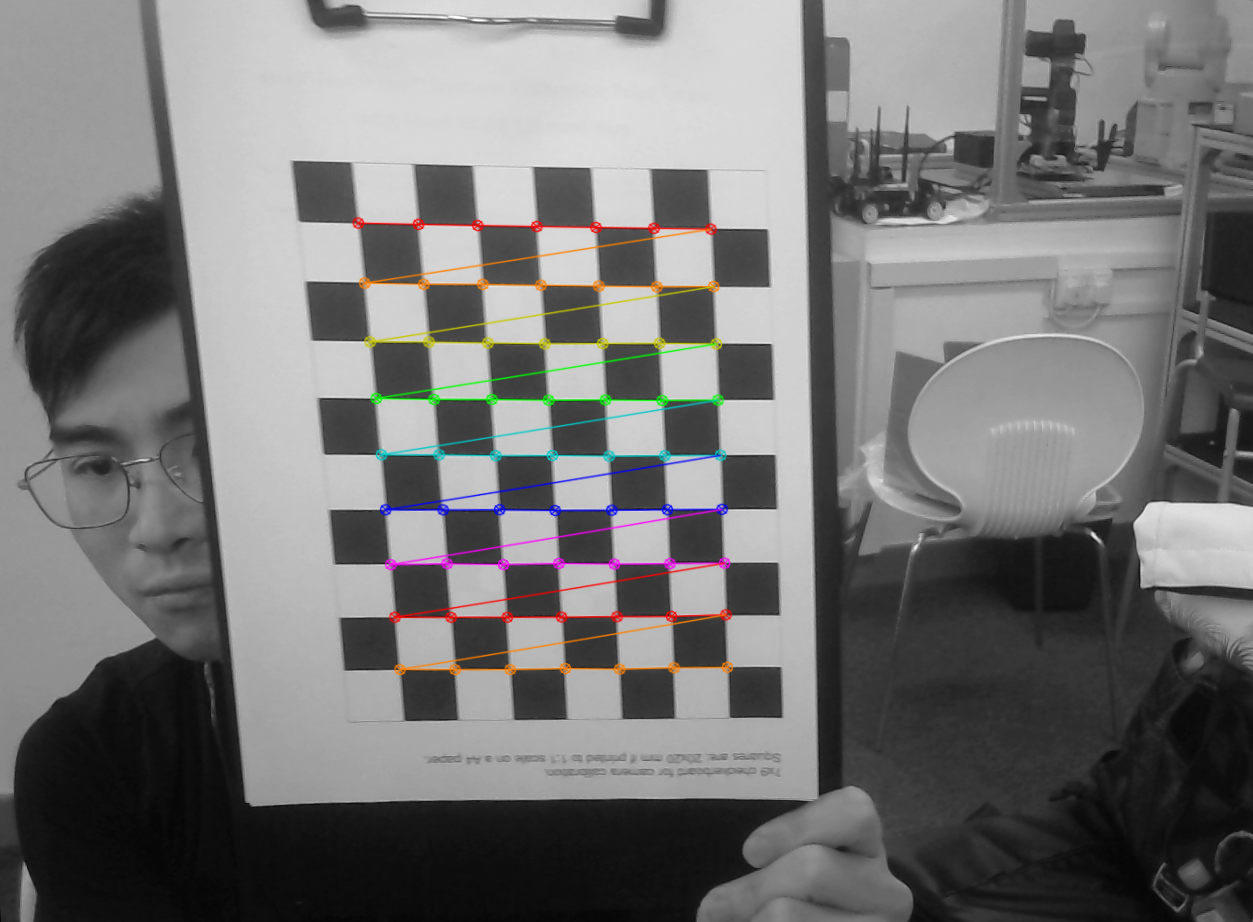 7x9 checkerboard for camera calibration.
Squares are: 20x20 mm if printed to 1:1 scale on a A4 paper.